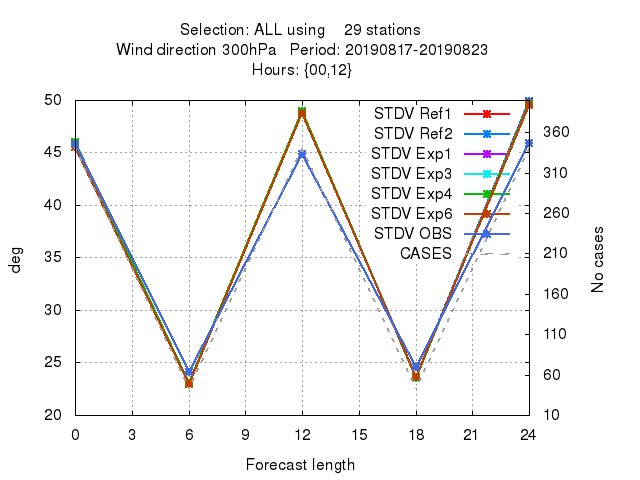 Selection: ALL using 29 stations
Wind direction 300hPa Period: 20190817-20190823
Hours: {00,12}
50
45
40
35
30
25
20
deg
STDV Ref1
STDV Ref2
STDV Exp1
STDV Exp3
STDV Exp4
STDV Exp6
STDV OBS
CASES
360
310
260
210
160
110
60
10
No cases
0 3 6 9 12 15 18 21 24
Forecast length